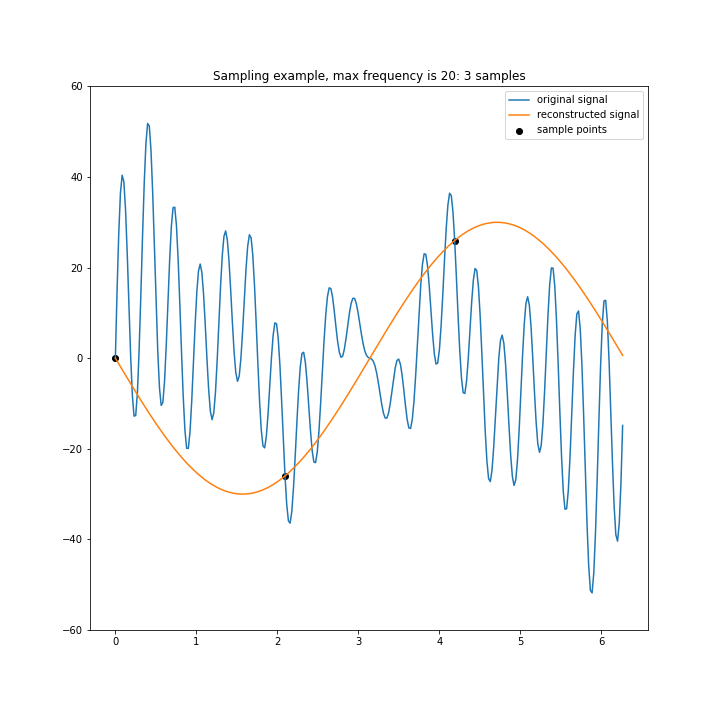 Sampling example, max frequency is 20: 3 samples
original signal
reconstructed signal
sample points
60
40
20
0
−20
−40
−60
0 1 2 3 4 5 6